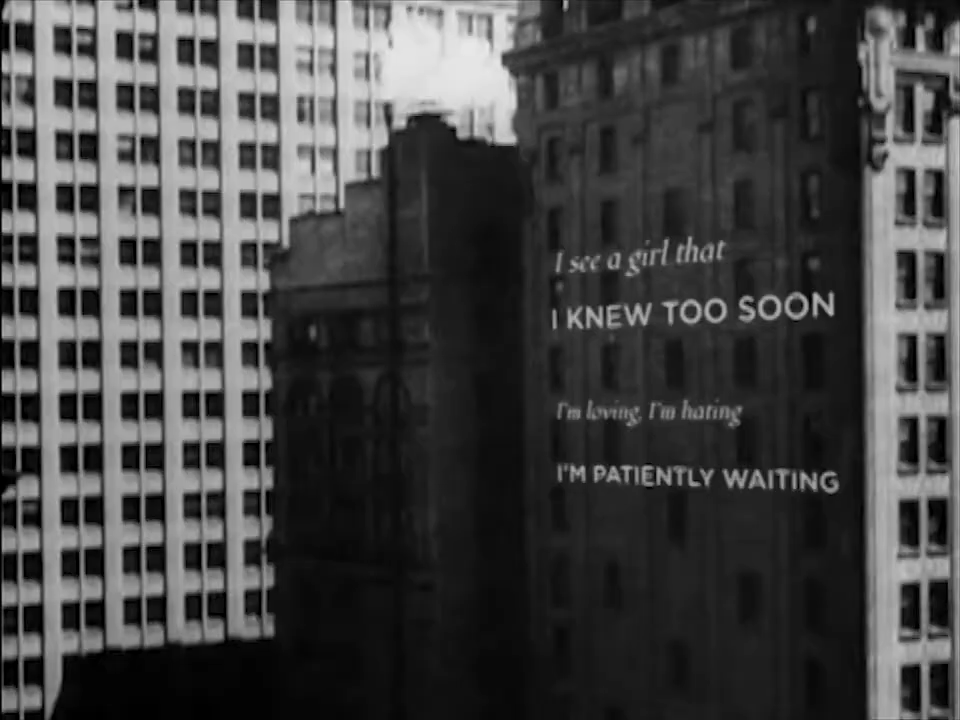 I see a girl that
I KNEW TOO SOON
I'm loving, I'm hating
I'M PATIENTLY WAITING